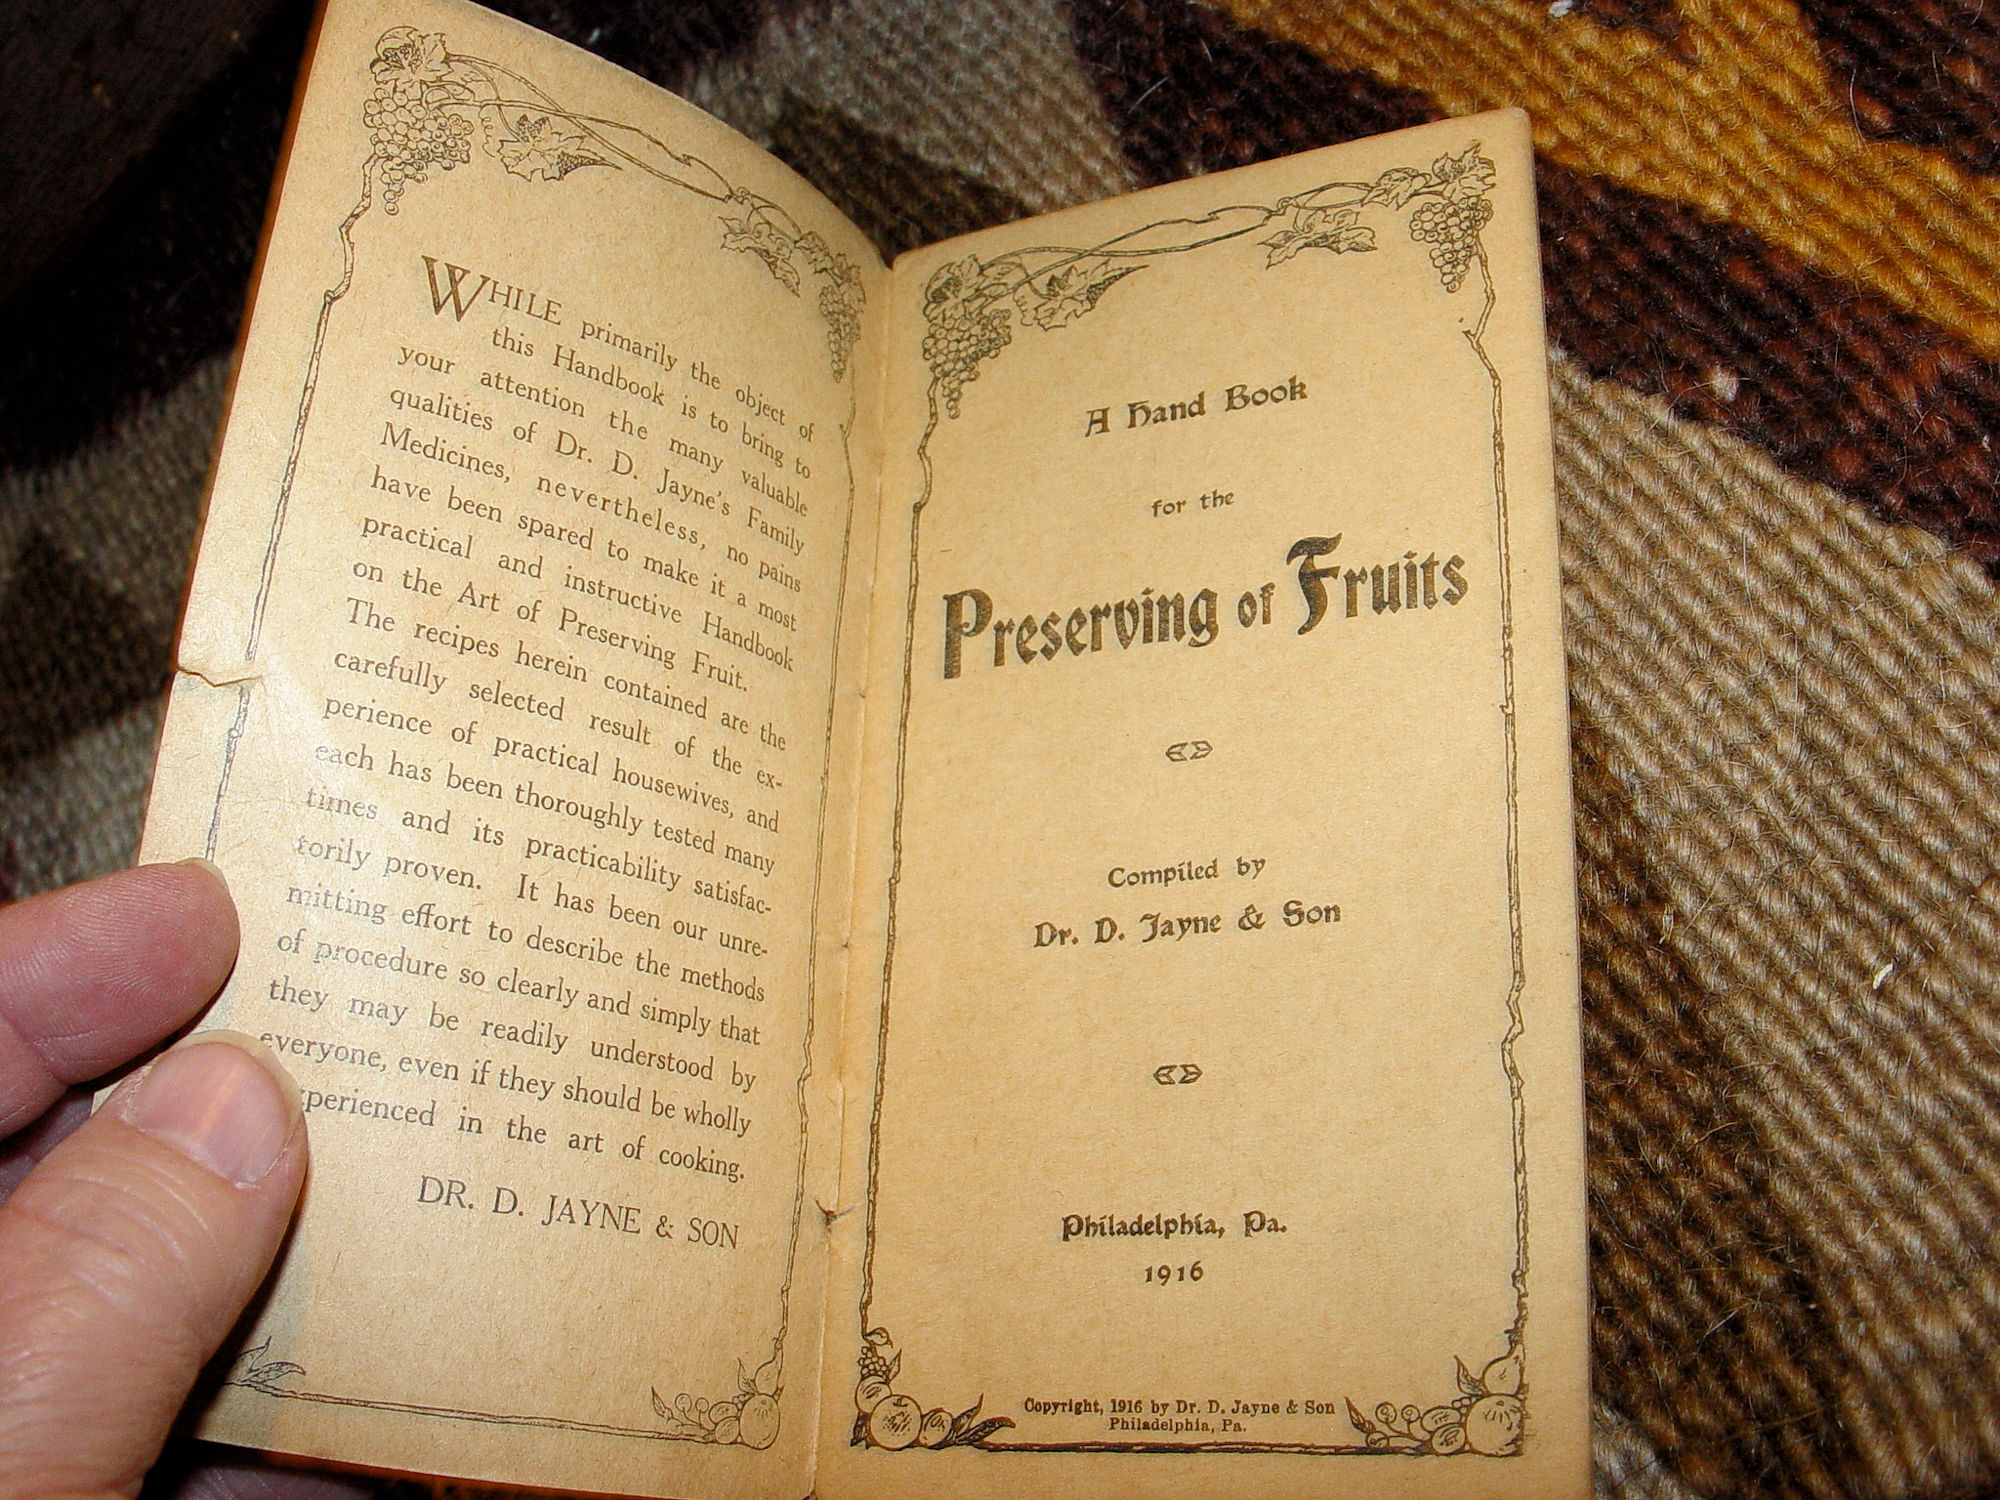 WHILE primarily the object of
this Handbook is to bring to
your attention the many valuable
qualities of Dr. D. Jayne's Family
Medicines, nevertheless, no pains
have been spared to make it a most
practical and instructive Handbook
on the Art of Preserving Fruit.
The recipes herein contained are the
carefully selected result of the ex-
perience of practical housewives, and
each has been thoroughly tested many
times and its practicability satisfac-
torily proven. It has been our unre-
mitting effort to describe the methods
of procedure so clearly and simply that
they may be readily understood by
everyone, even if they should be wholly
xperienced in the art of cooking.
DR. D. JAYNE & SON
A Hand Book
for the
Preserving of Fruits
Compiled by
Dr. D. Jayne & Son
Philadelphia, Pa.
1916
Copyright, 1916 by Dr. D. Jayne & Son
Philadelphia, Pa.